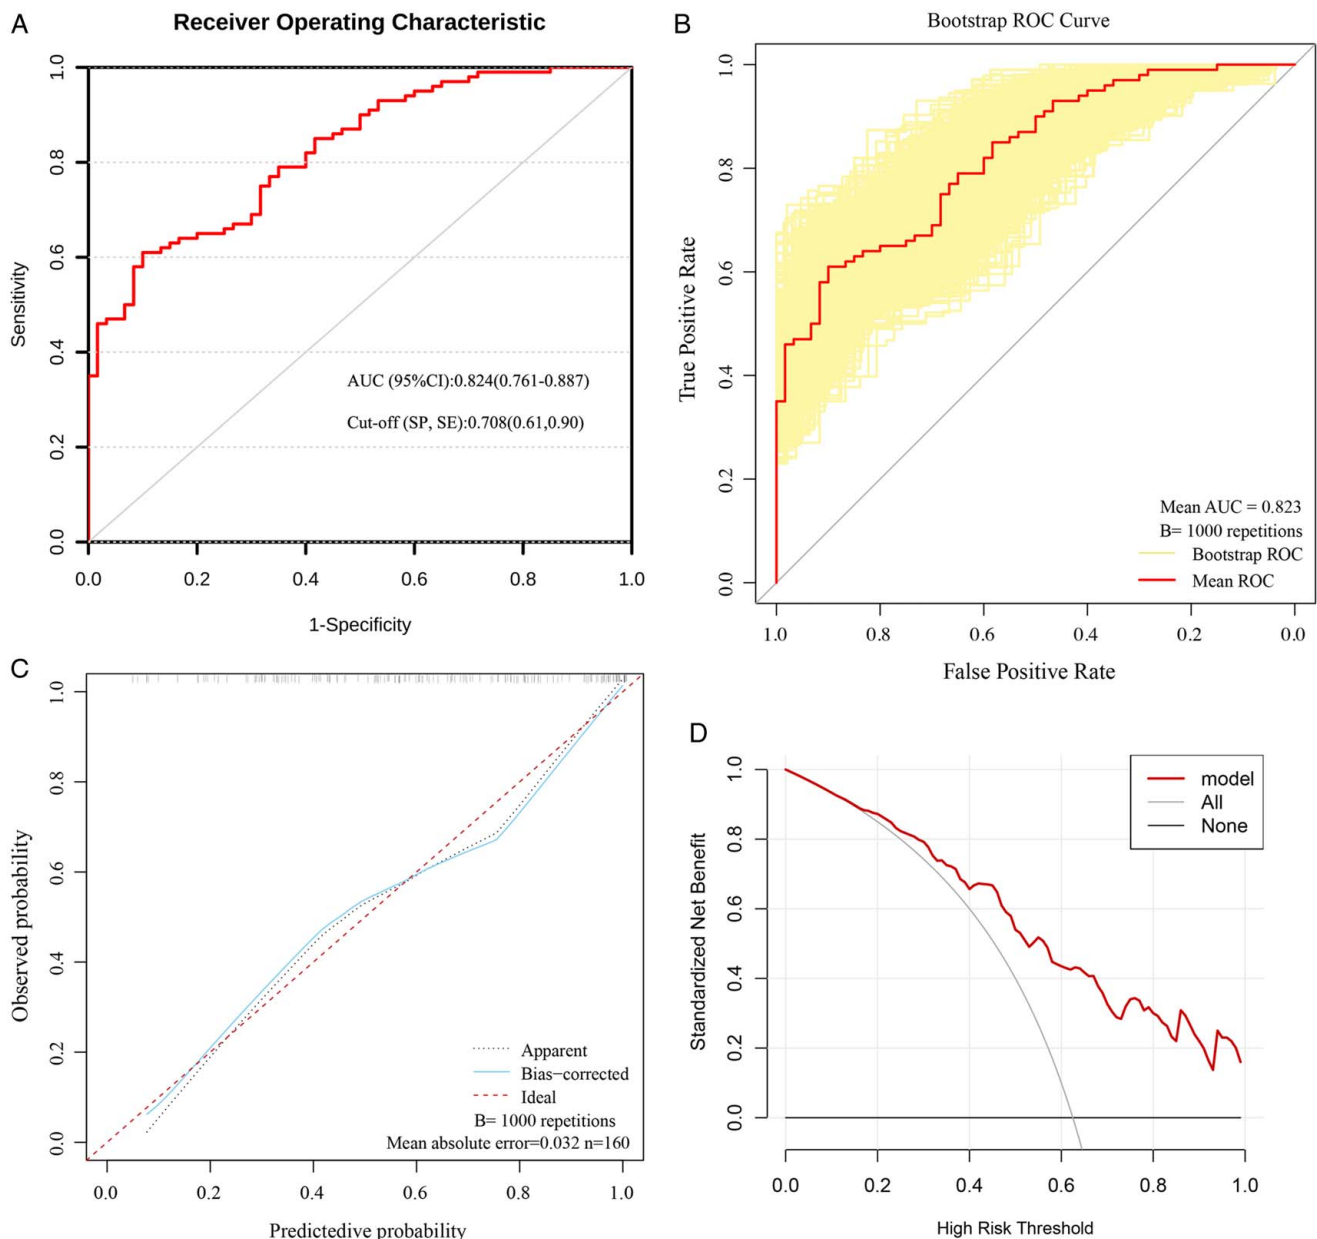 A
Receiver Operating Characteristic
Sensitivity
1.0
0.8
0.6
0.4
0.2
0.0
AUC (95%CI):0.824(0.761-0.887)
Cut-off (SP, SE):0.708(0.61,0.90)
0.0 0.2 0.4 0.6 0.8 1.0
1-Specificity
B
Bootstrap ROC Curve
True Positive Rate
1.0
0.8
0.6
0.4
0.2
0.0
Mean AUC = 0.823
B= 1000 repetitions
Bootstrap ROC
Mean ROC
1.0 0.8 0.6 0.4 0.2 0.0
False Positive Rate
C
Observed probability
1.0
0.8
0.6
0.4
0.2
0.0
Apparent
Bias−corrected
Ideal
B= 1000 repetitions
Mean absolute error=0.032 n=160
0.0 0.2 0.4 0.6 0.8 1.0
Predictedive probability
D
Standardized Net Benefit
1.0
0.8
0.6
0.4
0.2
0.0
model
All
None
0.0 0.2 0.4 0.6 0.8 1.0
High Risk Threshold